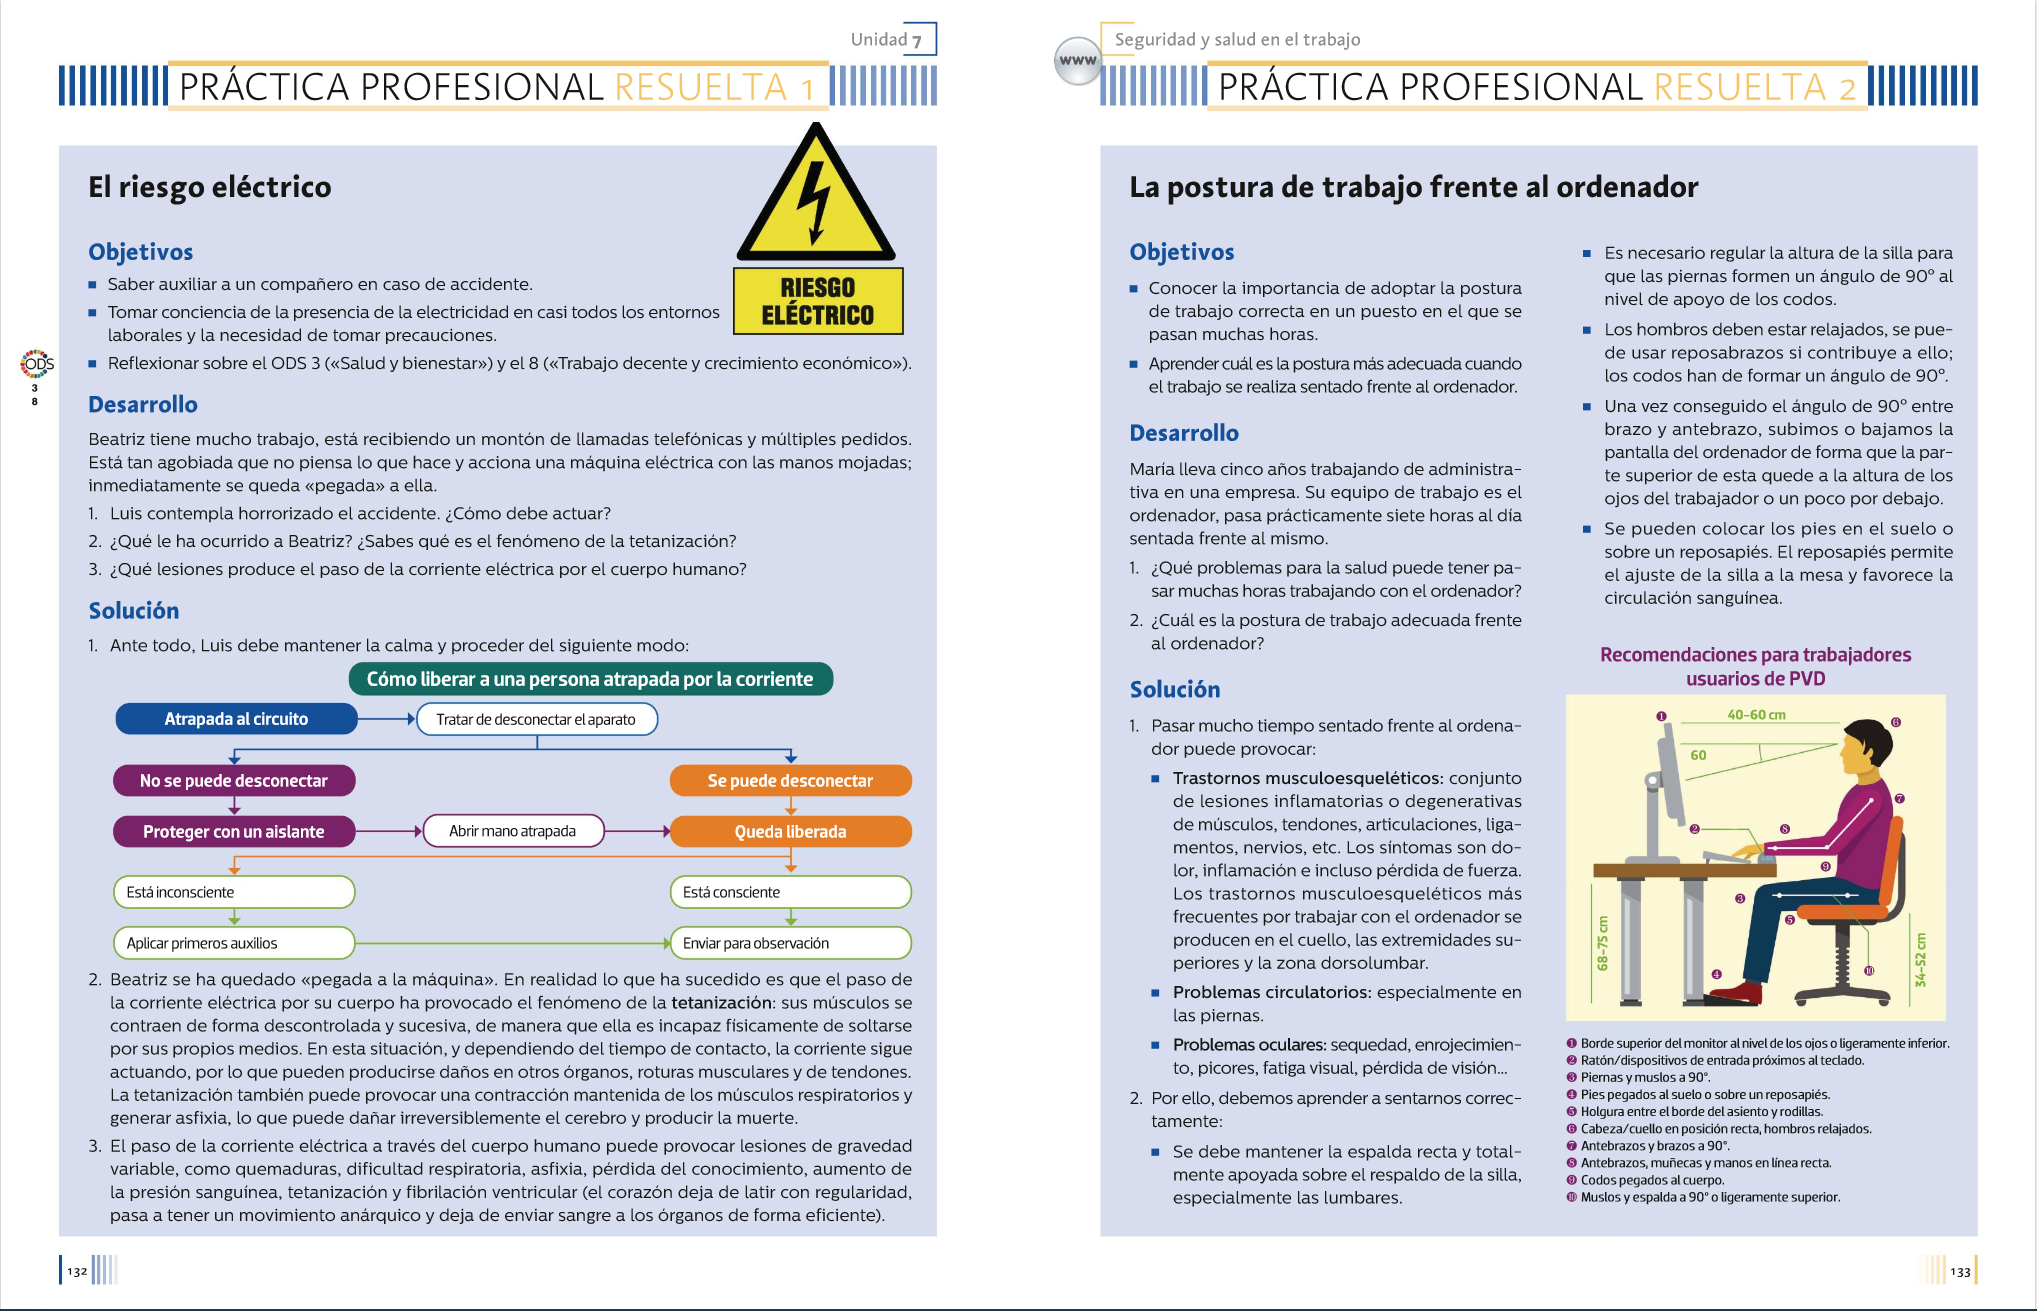 Unidad 7
PRÁCTICA PROFESIONAL RESUELTA 1
El riesgo eléctrico
RIESGO
ELÉCTRICO
Objetivos
Saber auxiliar a un compañero en caso de accidente.
Tomar conciencia de la presencia de la electricidad en casi todos los entornos
laborales y la necesidad de tomar precauciones.
Reflexionar sobre el ODS 3 («Salud y bienestar») y el 8 («Trabajo decente y crecimiento económico»).
ODS
3
8
Desarrollo
Beatriz tiene mucho trabajo, está recibiendo un montón de llamadas telefónicas y múltiples pedidos.
Está tan agobiada que no piensa lo que hace y acciona una máquina eléctrica con las manos mojadas;
inmediatamente se queda «pegada» a ella.
1. Luis contempla horrorizado el accidente. ¿Cómo debe actuar?
2. ¿Qué le ha ocurrido a Beatriz? ¿Sabes qué es el fenómeno de la tetanización?
3. ¿Qué lesiones produce el paso de la corriente eléctrica por el cuerpo humano?
Solución
1. Ante todo, Luis debe mantener la calma y proceder del siguiente modo:
Cómo liberar a una persona atrapada por la corriente
Atrapada al circuito
Tratar de desconectar el aparato
No se puede desconectar
Se puede desconectar
Proteger con un aislante
Abrir mano atrapada
Queda liberada
Está inconsciente
Está consciente
Aplicar primeros auxilios
Enviar para observación
2. Beatriz se ha quedado «pegada a la máquina». En realidad lo que ha sucedido es que el paso de
la corriente eléctrica por su cuerpo ha provocado el fenómeno de la tetanización: sus músculos se
contraen de forma descontrolada y sucesiva, de manera que ella es incapaz físicamente de soltarse
por sus propios medios. En esta situación, y dependiendo del tiempo de contacto, la corriente sigue
actuando, por lo que pueden producirse daños en otros órganos, roturas musculares y de tendones.
La tetanización también puede provocar una contracción mantenida de los músculos respiratorios y
generar asfixia, lo que puede dañar irreversiblemente el cerebro y producir la muerte.
3. El paso de la corriente eléctrica a través del cuerpo humano puede provocar lesiones de gravedad
variable, como quemaduras, dificultad respiratoria, asfixia, pérdida del conocimiento, aumento de
la presión sanguínea, tetanización y fibrilación ventricular (el corazón deja de latir con regularidad,
pasa a tener un movimiento anárquico y deja de enviar sangre a los órganos de forma eficiente).
132
Seguridad y salud en el trabajo
www
PRÁCTICA PROFESIONAL RESUELTA 2
La postura de trabajo frente al ordenador
Objetivos
Conocer la importancia de adoptar la postura
de trabajo correcta en un puesto en el que se
pasan muchas horas.
Aprender cuál es la postura más adecuada cuando
el trabajo se realiza sentado frente al ordenador.
Desarrollo
María lleva cinco años trabajando de administra-
tiva en una empresa. Su equipo de trabajo es el
ordenador, pasa prácticamente siete horas al día
sentada frente al mismo.
1. ¿Qué problemas para la salud puede tener pa-
sar muchas horas trabajando con el ordenador?
2. ¿Cuál es la postura de trabajo adecuada frente
al ordenador?
Solución
1. Pasar mucho tiempo sentado frente al ordena-
dor puede provocar:
Trastornos musculoesqueléticos: conjunto
de lesiones inflamatorias o degenerativas
de músculos, tendones, articulaciones, liga-
mentos, nervios, etc. Los síntomas son do-
lor, inflamación e incluso pérdida de fuerza.
Los trastornos musculoesqueléticos más
frecuentes por trabajar con el ordenador se
producen en el cuello, las extremidades su-
periores y la zona dorsolumbar.
Problemas circulatorios: especialmente en
las piernas.
Problemas oculares: sequedad, enrojecimien-
to, picores, fatiga visual, pérdida de visión...
2. Por ello, debemos aprender a sentarnos correc-
tamente:
Se debe mantener la espalda recta y total-
mente apoyada sobre el respaldo de la silla,
especialmente las lumbares.
Es necesario regular la altura de la silla para
que las piernas formen un ángulo de 90º al
nivel de apoyo de los codos.
Los hombros deben estar relajados, se pue-
de usar reposabrazos si contribuye a ello;
los codos han de formar un ángulo de 90º.
Una vez conseguido el ángulo de 90º entre
brazo y antebrazo, subimos o bajamos la
pantalla del ordenador de forma que la par-
te superior de esta quede a la altura de los
ojos del trabajador o un poco por debajo.
Se pueden colocar los pies en el suelo o
sobre un reposapiés. El reposapiés permite
el ajuste de la silla a la mesa y favorece la
circulación sanguínea.
Recomendaciones para trabajadores
usuarios de PVD
1
40-60 cm
6
60
7
2
8
9
3
5
4
10
68-75 cm
34-52 cm
1 Borde superior del monitor al nivel de los ojos o ligeramente inferior.
2 Ratón/dispositivos de entrada próximos al teclado.
3 Piernas y muslos a 90°.
4 Pies pegados al suelo o sobre un reposapiés.
5 Holgura entre el borde del asiento y rodillas.
6 Cabeza/cuello en posición recta, hombros relajados.
7 Antebrazos y brazos a 90°.
8 Antebrazos, muñecas y manos en línea recta.
9 Codos pegados al cuerpo.
10 Muslos y espalda a 90° o ligeramente superior.
133